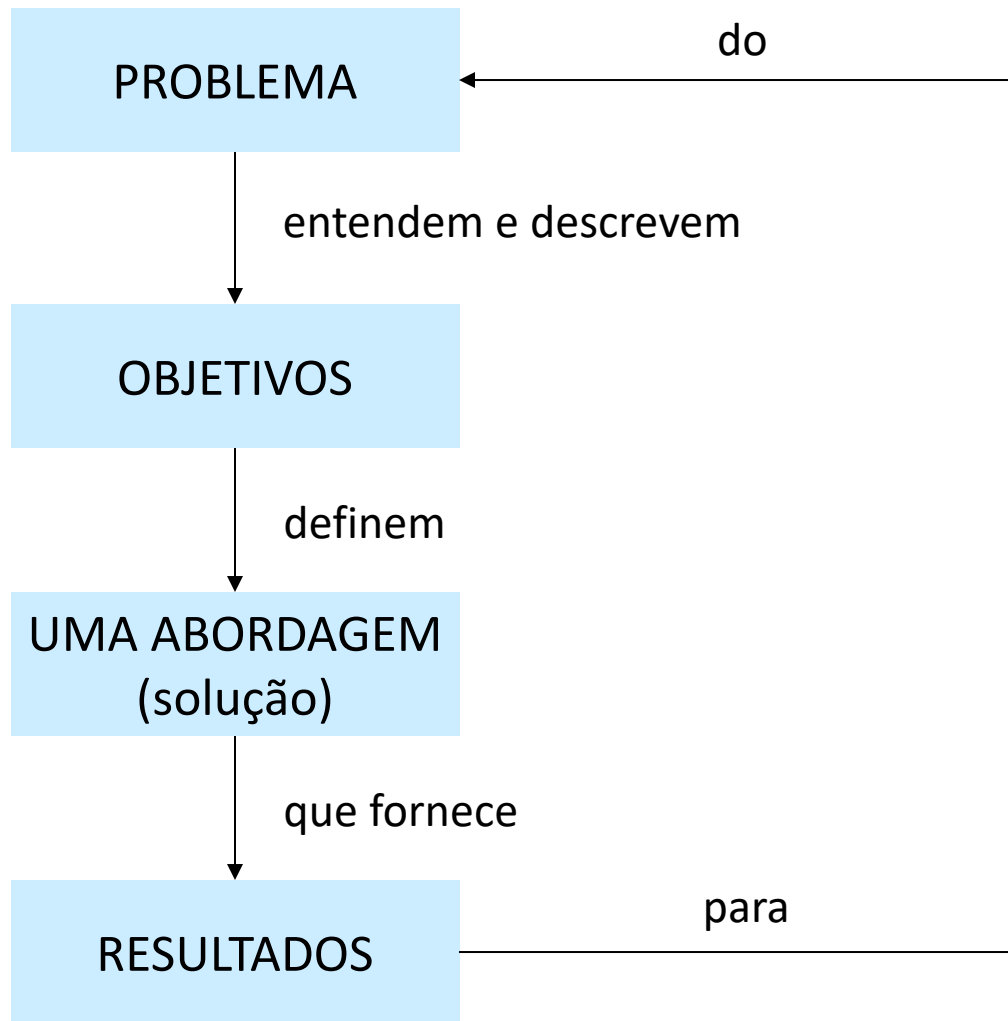 do
PROBLEMA
entendem e descrevem
OBJETIVOS
definem
UMA ABORDAGEM
(solução)
que fornece
para
RESULTADOS